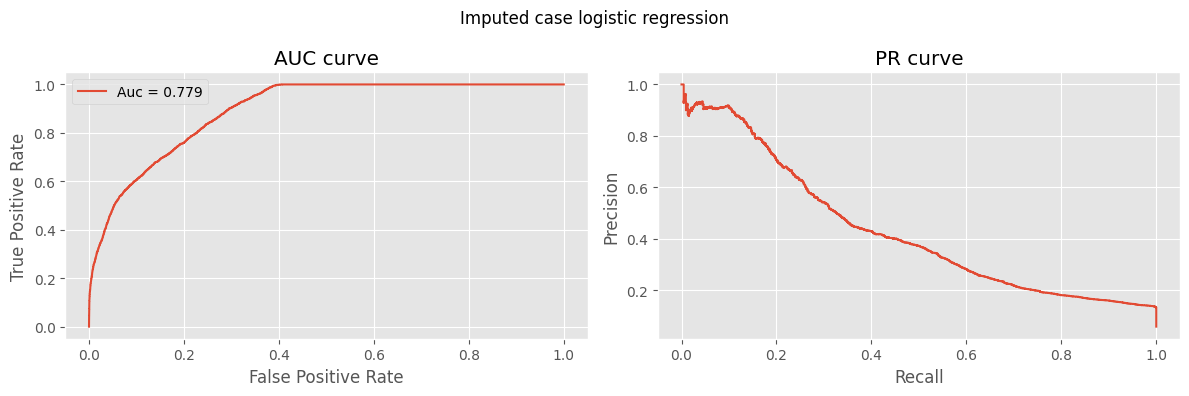 Imputed case logistic regression
AUC curve
Auc = 0.779
True Positive Rate
1.0
0.8
0.6
0.4
0.2
0.0
0.0 0.2 0.4 0.6 0.8 1.0
False Positive Rate
PR curve
Precision
1.0
0.8
0.6
0.4
0.2
0.0 0.2 0.4 0.6 0.8 1.0
Recall